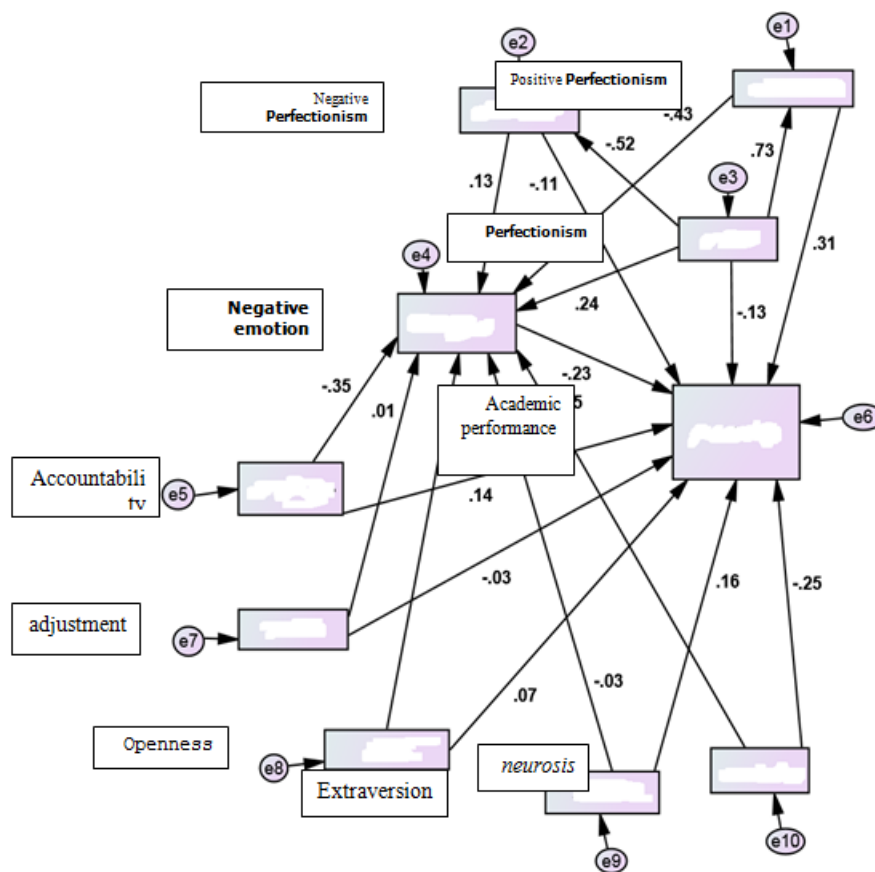 e1
e2
Positive Perfectionism
Negative
Perfectionism
-.43
-.52
.73
e3
.13
-.11
Perfectionism
.31
e4
.24
-.13
Negative
emotion
-.23
-.35
5
.01
Academic
performance
e6
Accountabili
tv
e5
.14
-.03
.16
-.25
adjustment
e7
.07
-.03
Openness
e8
neurosis
Extraversion
e10
e9